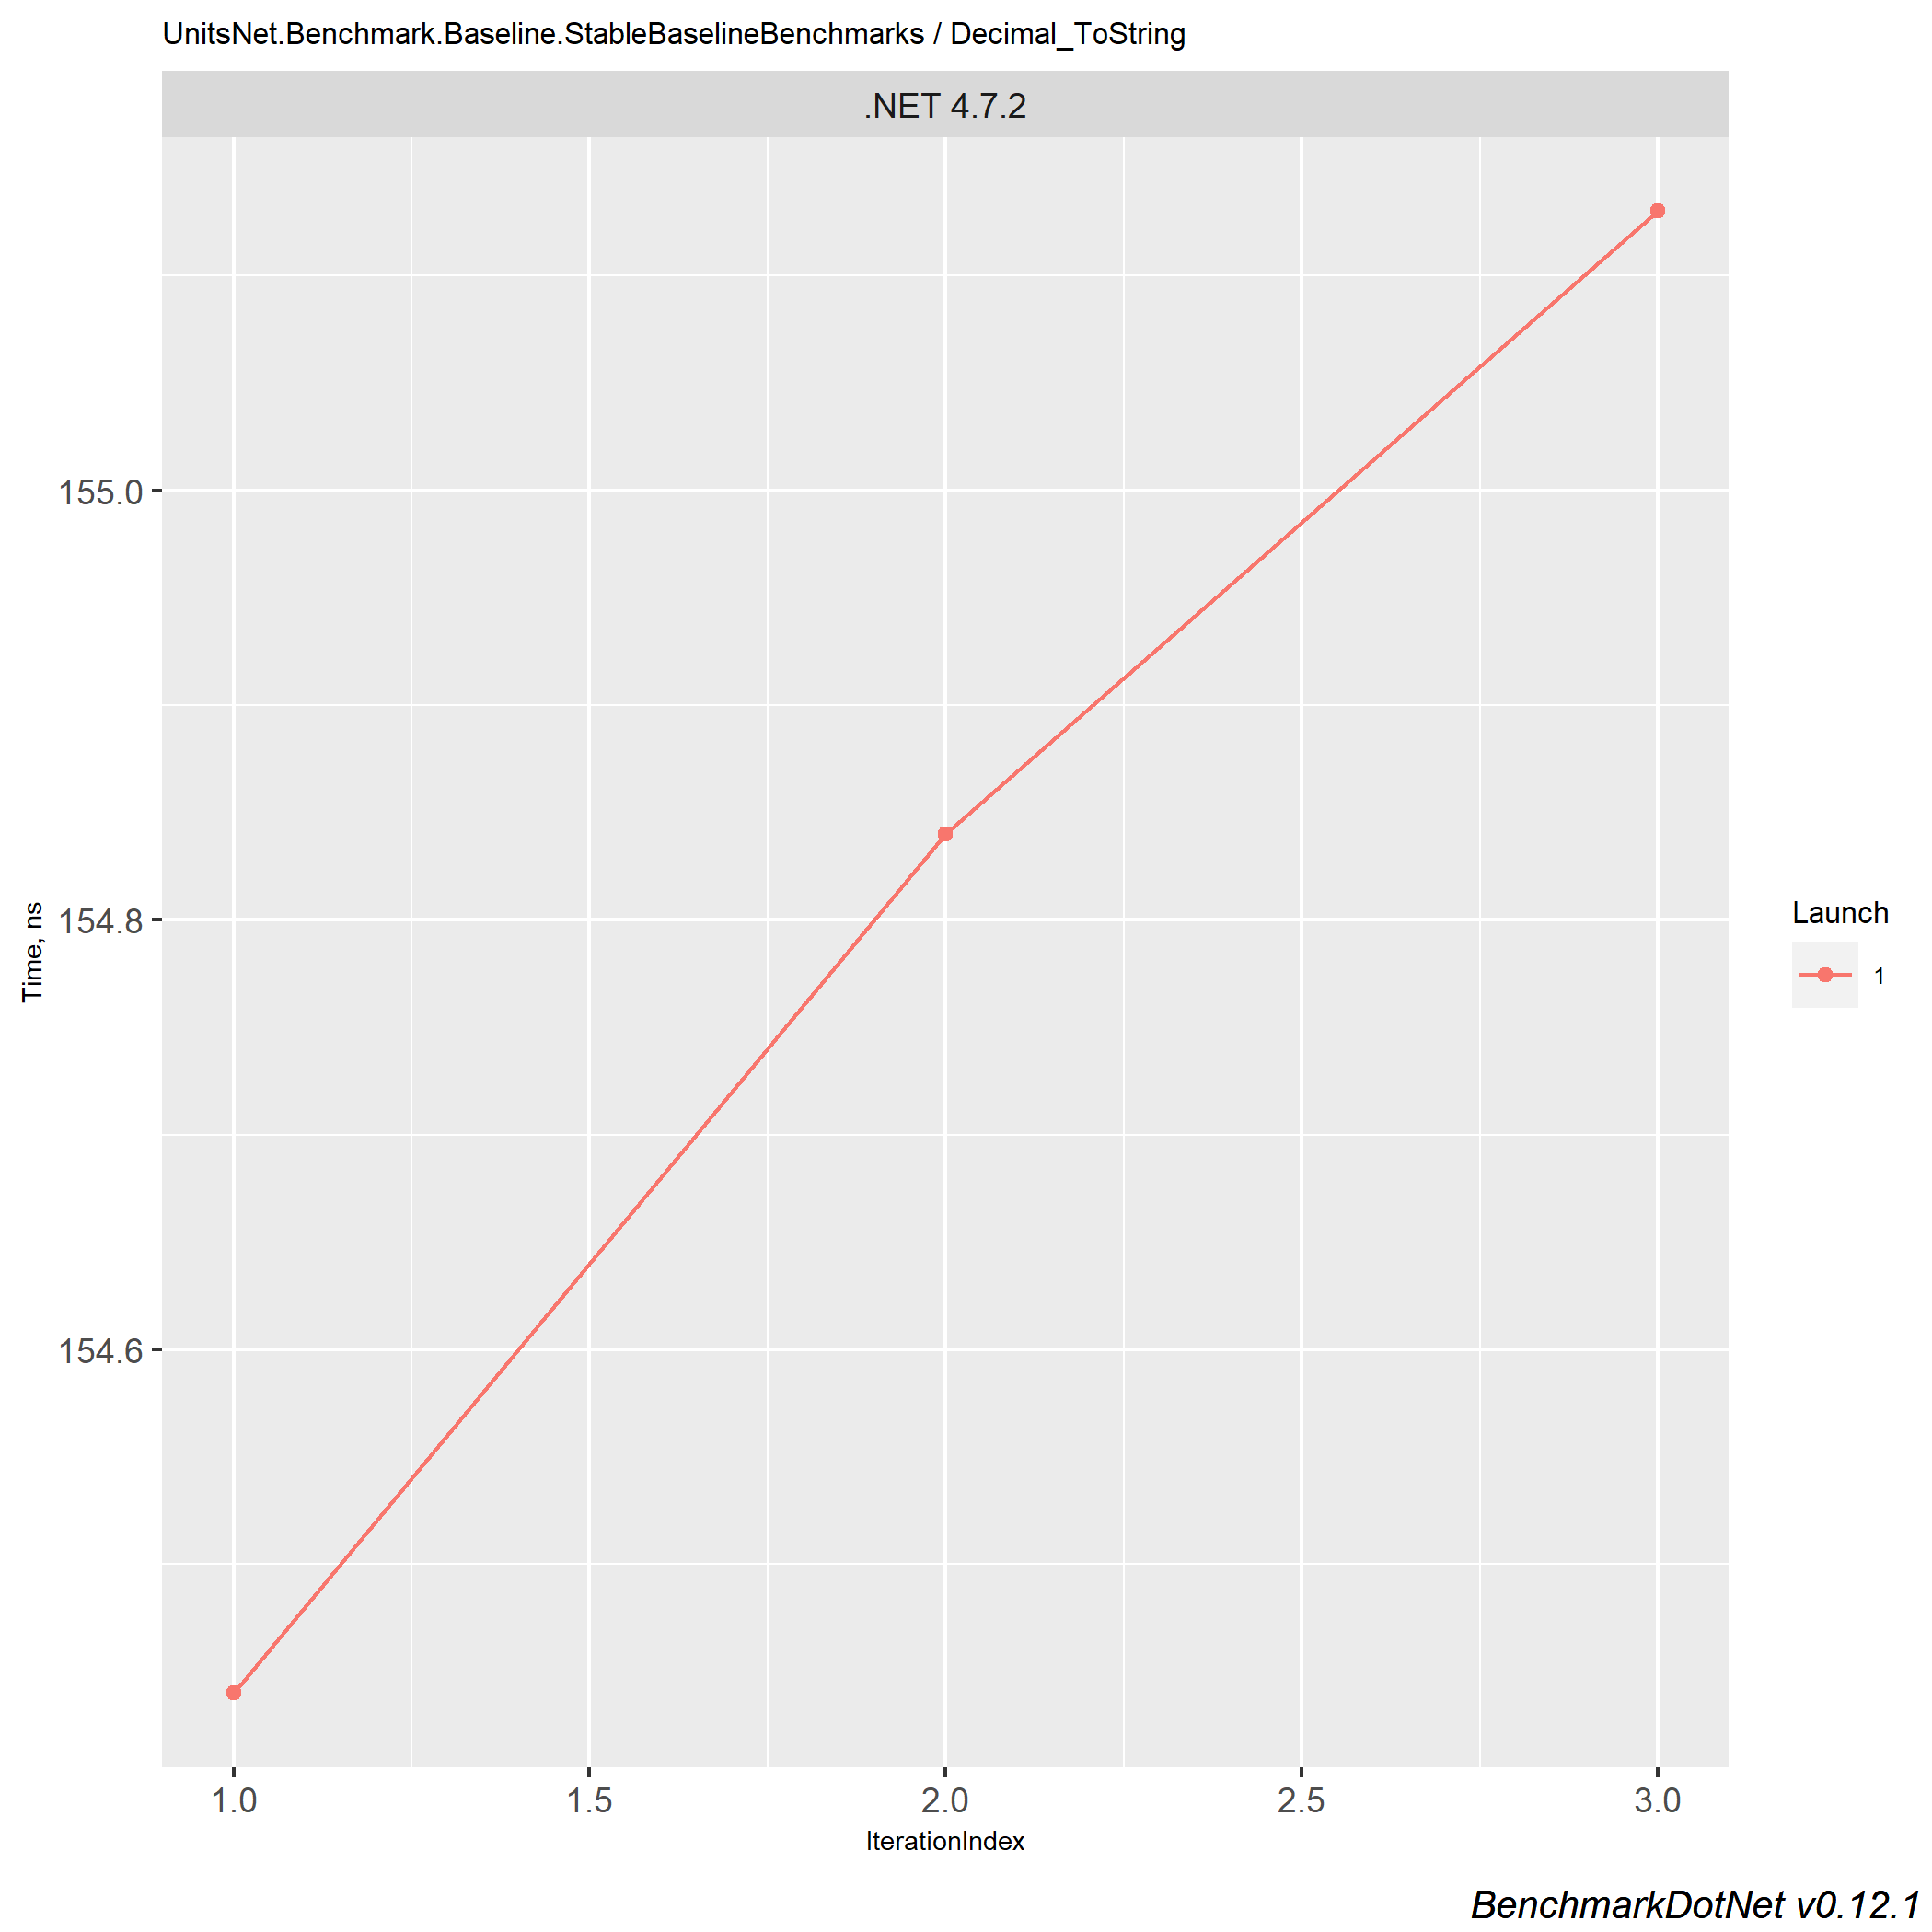 UnitsNet.Benchmark.Baseline.StableBaselineBenchmarks / Decimal_ToString
.NET 4.7.2
155.0
154.8
154.6
Time, ns
1.0 1.5 2.0 2.5 3.0
IterationIndex
Launch
1
BenchmarkDotNet v0.12.1